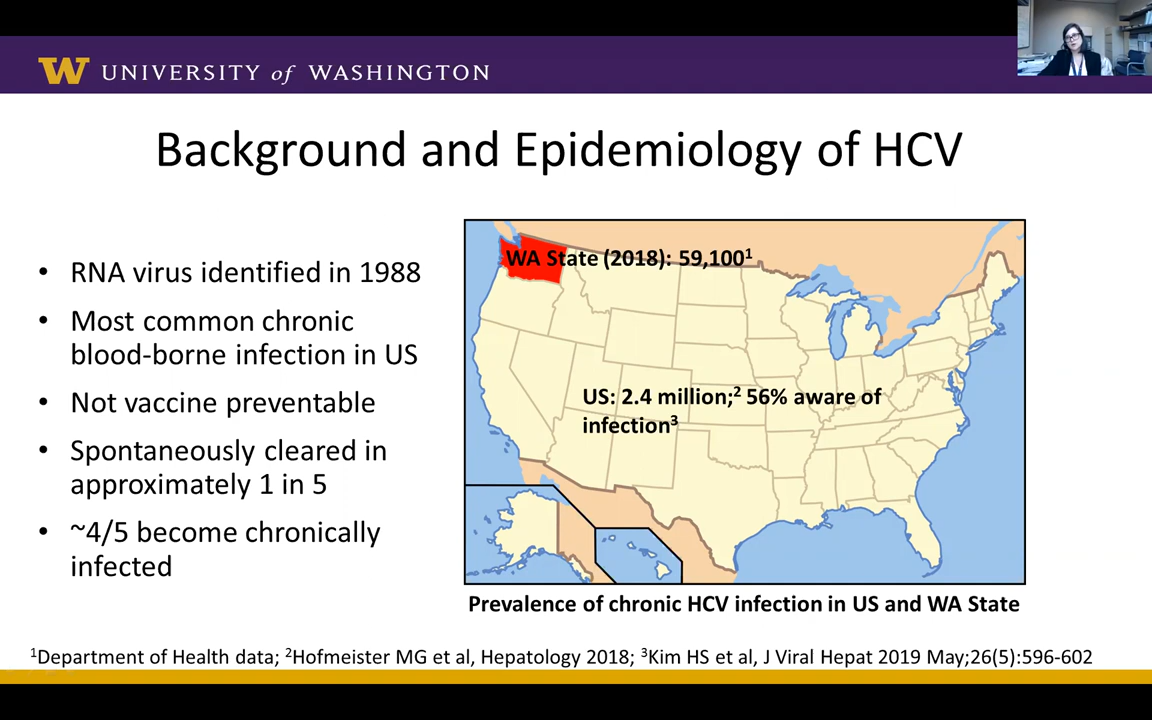 W UNIVERSITY of WASHINGTON
Background and Epidemiology of HCV
• RNA virus identified in 1988
• Most common chronic
blood-borne infection in US
• Not vaccine preventable
• Spontaneously cleared in
approximately 1 in 5
• ~4/5 become chronically
infected
WA State (2018): 59,100¹
US: 2.4 million;² 56% aware of
infection³
Prevalence of chronic HCV infection in US and WA State
¹Department of Health data; ²Hofmeister MG et al, Hepatology 2018; ³Kim HS et al, J Viral Hepat 2019 May;26(5):596-602